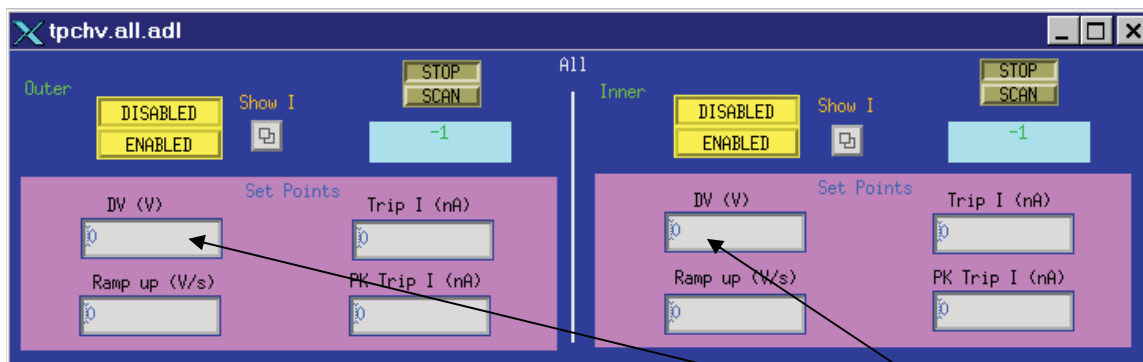 tpchv.all.adl
All
Outer
DISABLED
ENABLED
Show I
STOP
SCAN
-1
Set Points
DV (V)
Trip I (nA)
0
0
Ramp up (V/s)
PK Trip I (nA)
0
0
Inner
DISABLED
ENABLED
Show I
STOP
SCAN
-1
Set Points
DV (V)
Trip I (nA)
0
0
Ramp up (V/s)
PK Trip I (nA)
0
0